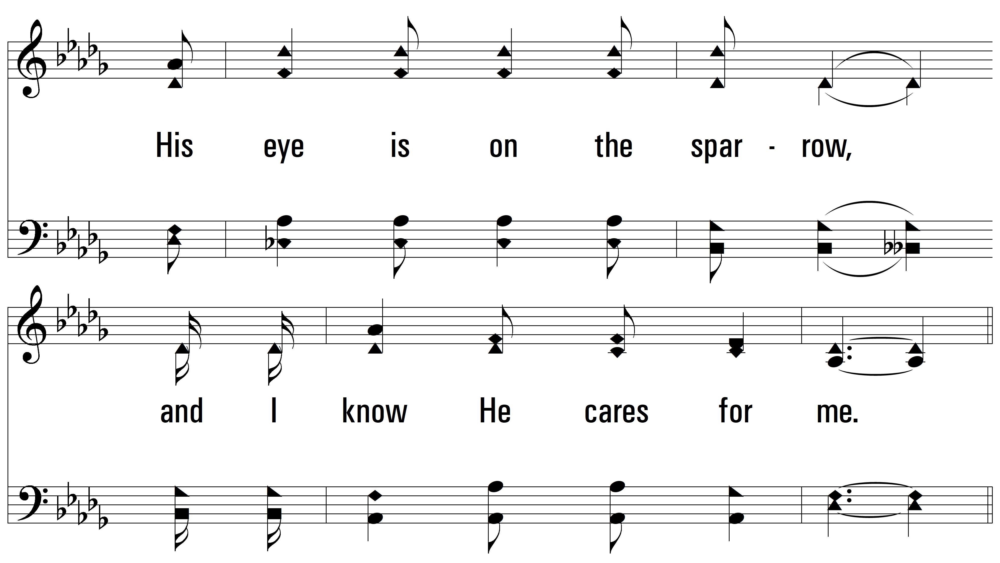 His eye is on the spar - row,
and I know He cares for me.